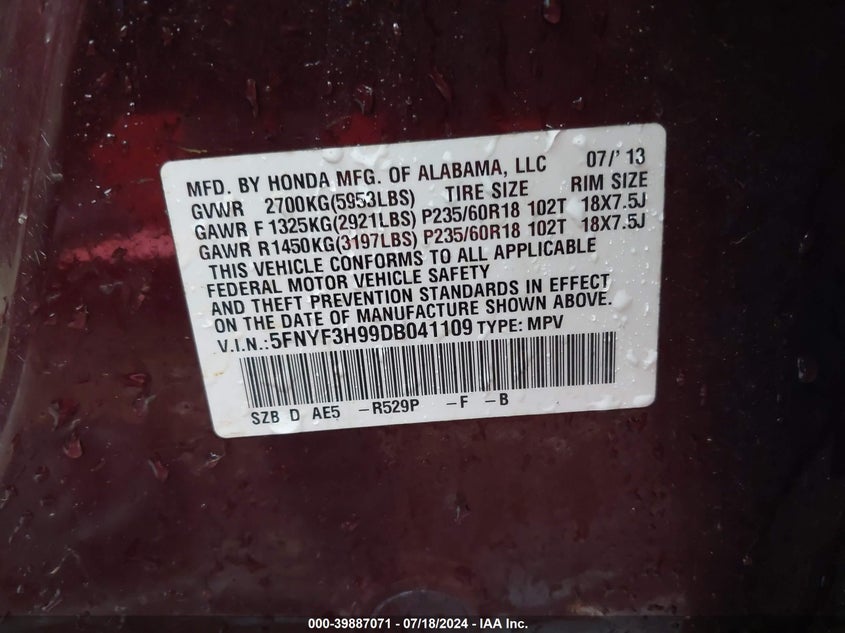 MFD. BY HONDA MFG. OF ALABAMA, LLC 07/' 13
GVWR 2700KG(5953LBS) TIRE SIZE RIM SIZE
GAWR F 1325KG(2921LBS) P235/60R18 102T 18X7.5J
GAWR R1450KG(3197LBS) P235/60R18 102T 18X7.5J
THIS VEHICLE CONFORMS TO ALL APPLICABLE
FEDERAL MOTOR VEHICLE SAFETY
AND THEFT PREVENTION STANDARDS IN EFFECT
ON THE DATE OF MANUFACTURE SHOWN ABOVE.
V.I.N.:5FNYF3H99DB041109 TYPE: MPV
SZB D AE5 -R529P -F -B
000-39887071 - 07/18/2024 - IAA Inc.